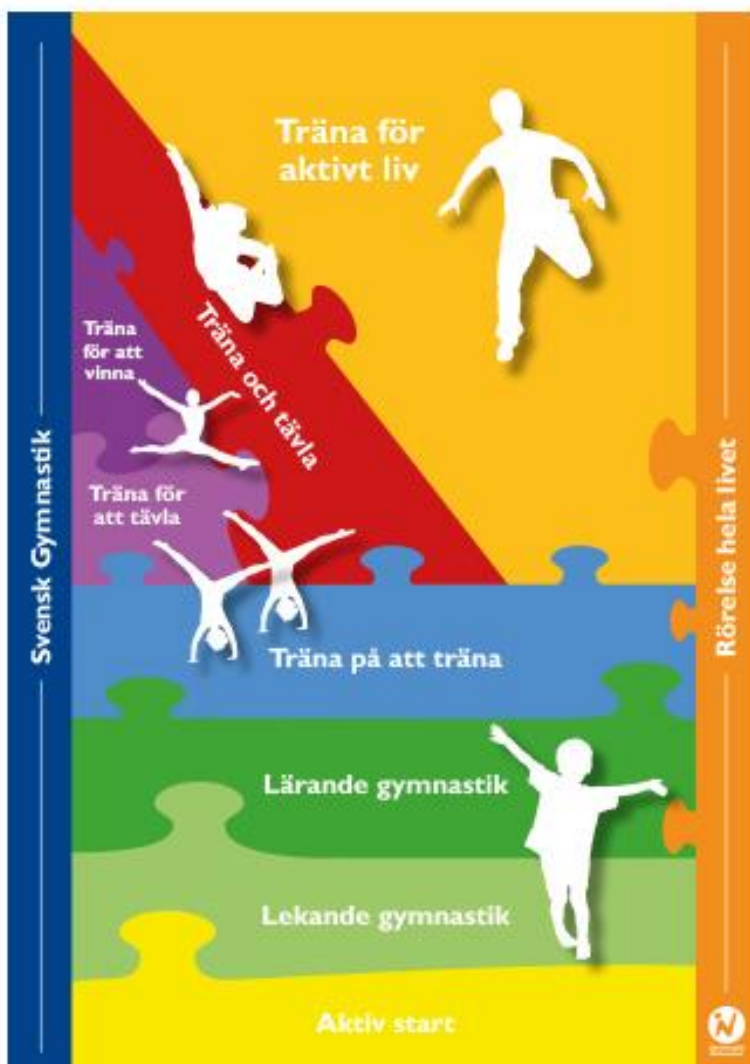 Träna för
aktivt liv
Träna och tävla
Träna
för att
vinna
Träna för
att tävla
Träna på att träna
Lärande gymnastik
Lekande gymnastik
Aktiv start
Svensk Gymnastik
Rörelse hela livet